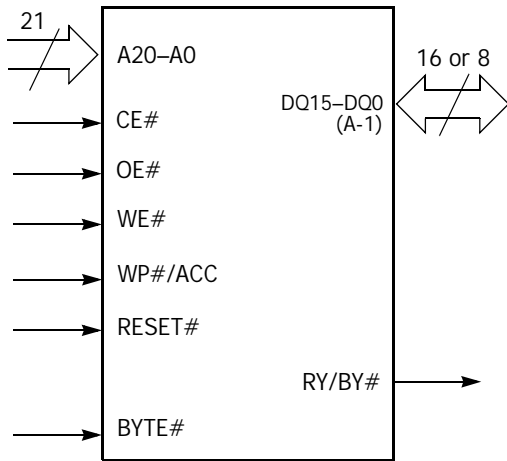 21
A20–A0
16 or 8
DQ15–DQ0
(A-1)
CE#
OE#
WE#
WP#/ACC
RESET#
RY/BY#
BYTE#